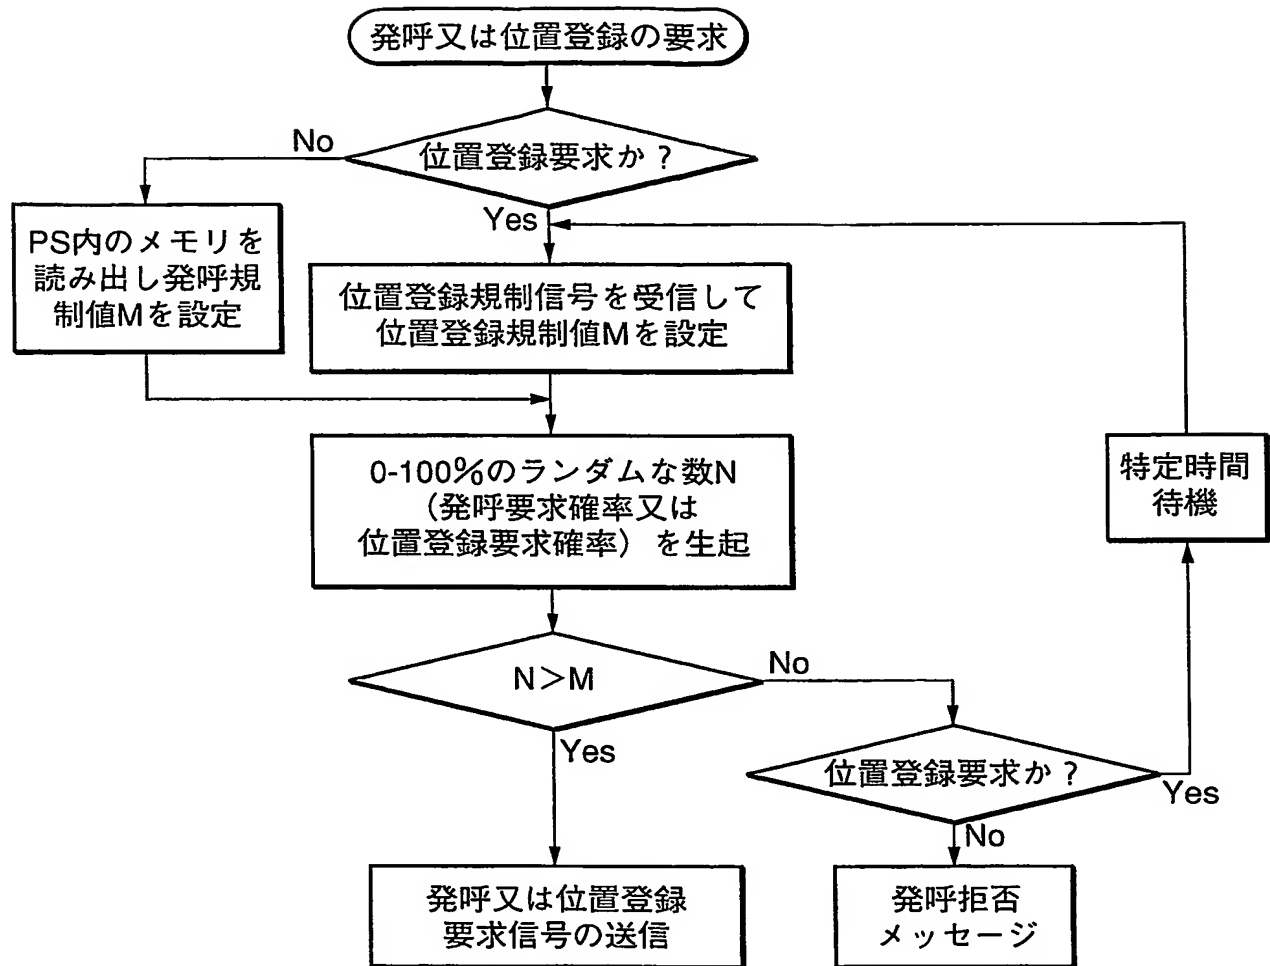 発呼又は位置登録の要求
No
位置登録要求か？
Yes
PS内のメモリを
読み出し発呼規
制値Mを設定
位置登録規制信号を受信して
位置登録規制値Mを設定
0-100%のランダムな数N
（発呼要求確率又は
位置登録要求確率）を生起
特定時間
待機
N＞M
No
Yes
位置登録要求か？
Yes
No
発呼又は位置登録
要求信号の送信
発呼拒否
メッセージ